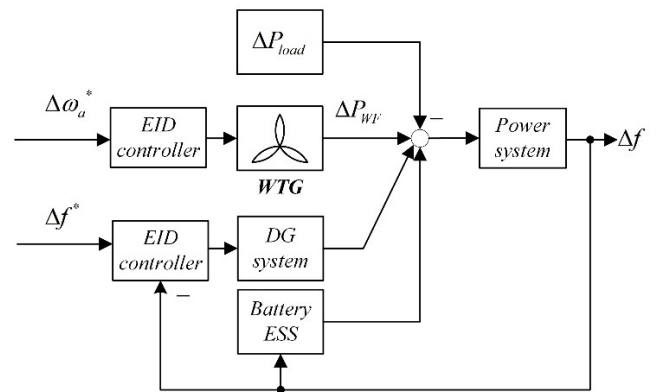 ΔP_load
Δω_a*
EID
controller
WTG
ΔP_WF
−
Power
system
Δf
Δf*
EID
controller
−
DG
system
Battery
ESS